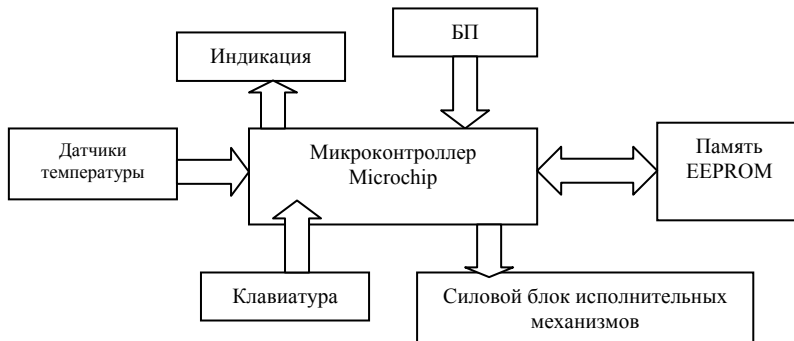 БП
Индикация
Датчики
температуры
Микроконтроллер
Microchip
Память
EEPROM
Клавиатура
Силовой блок исполнительных
механизмов